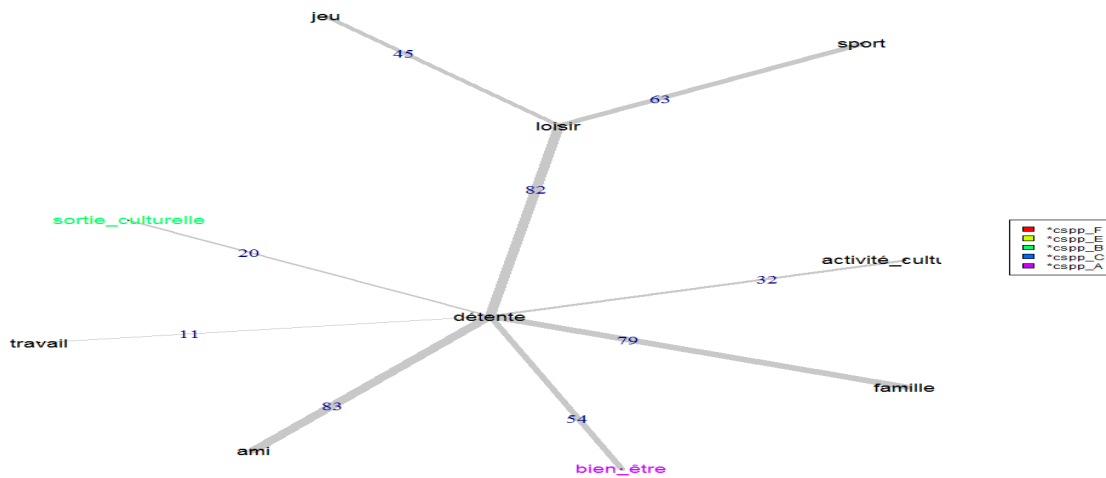 jeu
sport
45
63
loisir
82
sortie_culturelle
20
*cspp_F
*cspp_E
*cspp_B
*cspp_C
*cspp_A
activité_cultu
32
détente
11
travail
79
famille
83
54
ami
bien_être